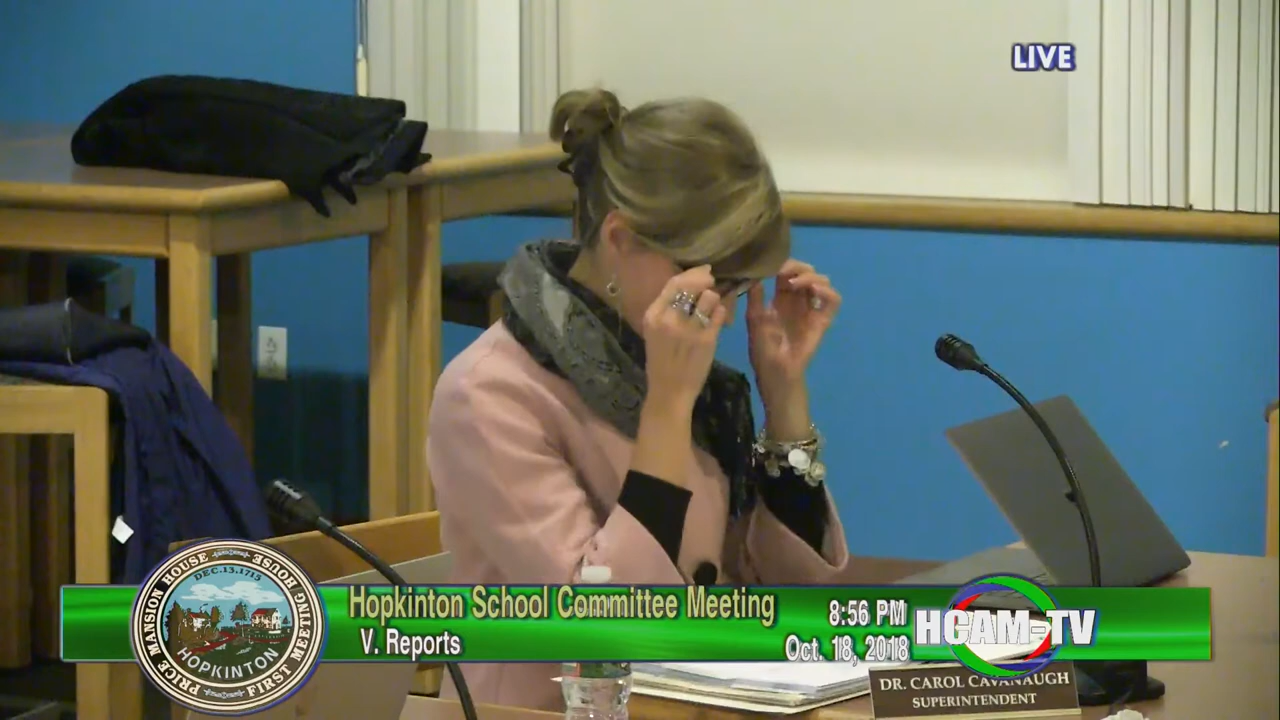 LIVE
Hopkinton School Committee Meeting
8:56 PM
V. Reports
Oct. 18, 2018
HCAM-TV
PRICE MANSION HOUSE
HOUSE MEETING FIRST
DEC.13.1715
HOPKINTON
DR. CAROL CAVANAUGH
SUPERINTENDENT